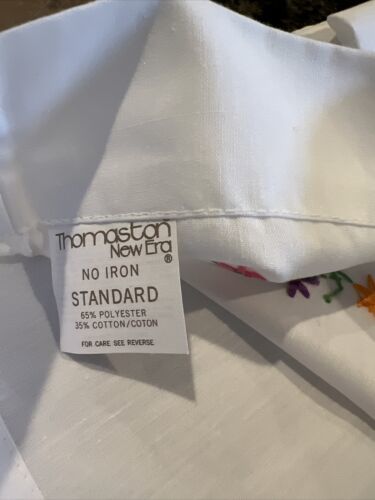 Thomaston
New Era
®
NO IRON
STANDARD
65% POLYESTER
35% COTTON/COTON
FOR CARE SEE REVERSE